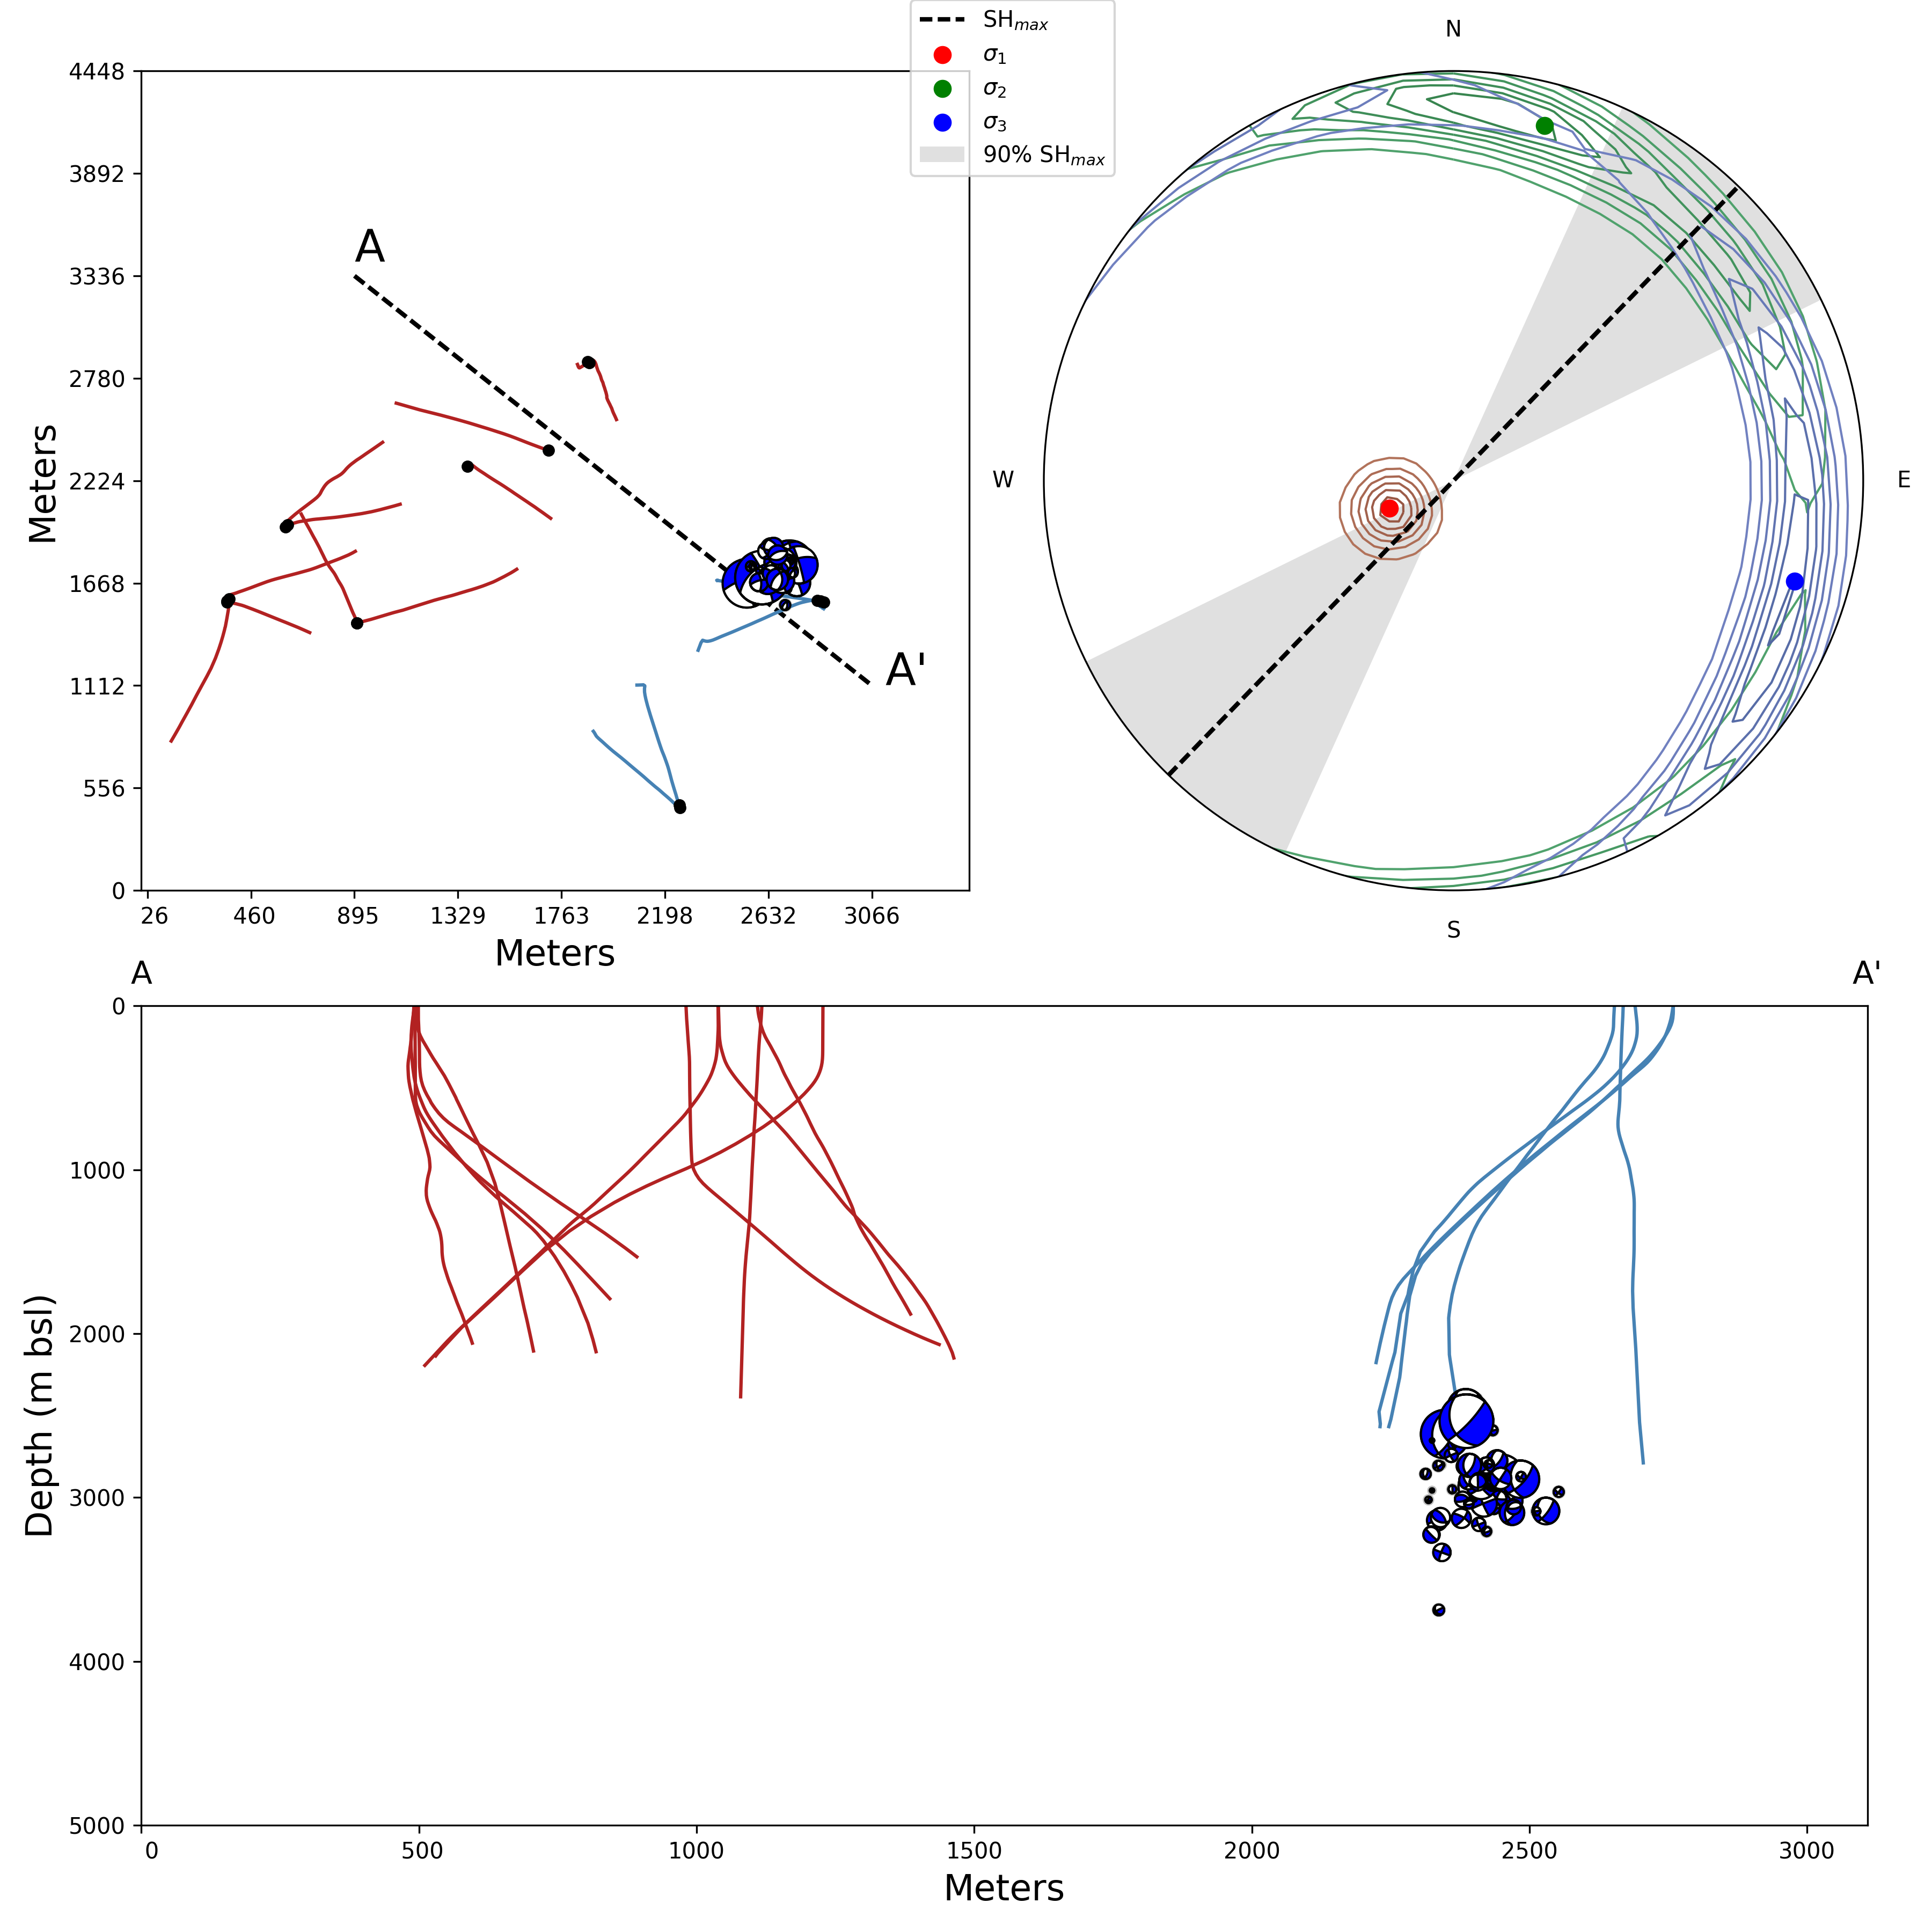 SHmax
σ1
σ2
σ3
90% SHmax
N
W
E
S
4448
3892
3336
2780
2224
1668
1112
556
0
Meters
A
A'
26 460 895 1329 1763 2198 2632 3066
Meters
A A'
0
1000
2000
3000
4000
5000
Depth (m bsl)
0 500 1000 1500 2000 2500 3000
Meters